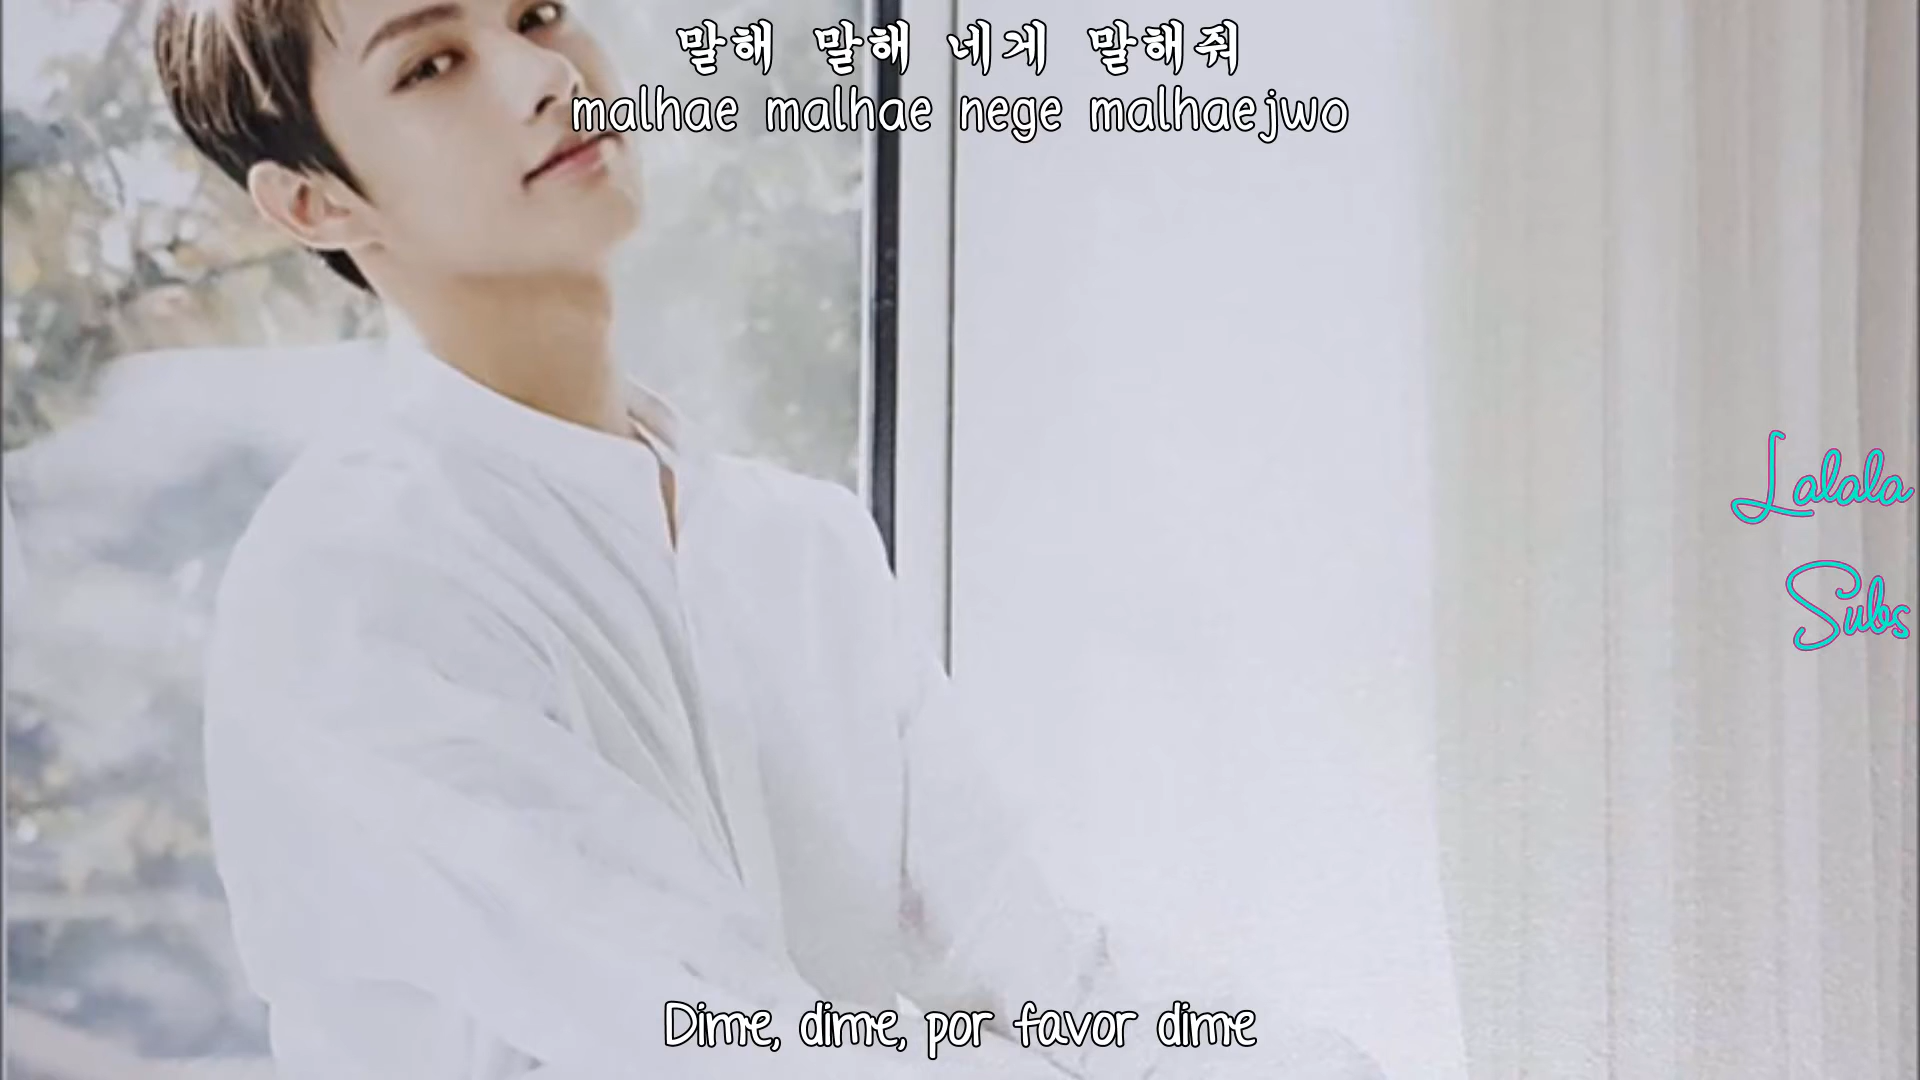 말해 말해 네게 말해줘
malhae malhae nege malhaejwo
Lalala
Subs
Dime, dime, por favor dime